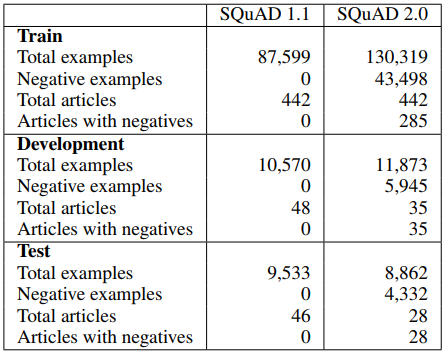 SQuAD 1.1 SQuAD 2.0
Train
Total examples 87,599 130,319
Negative examples 0 43,498
Total articles 442 442
Articles with negatives 0 285
Development
Total examples 10,570 11,873
Negative examples 0 5,945
Total articles 48 35
Articles with negatives 0 35
Test
Total examples 9,533 8,862
Negative examples 0 4,332
Total articles 46 28
Articles with negatives 0 28